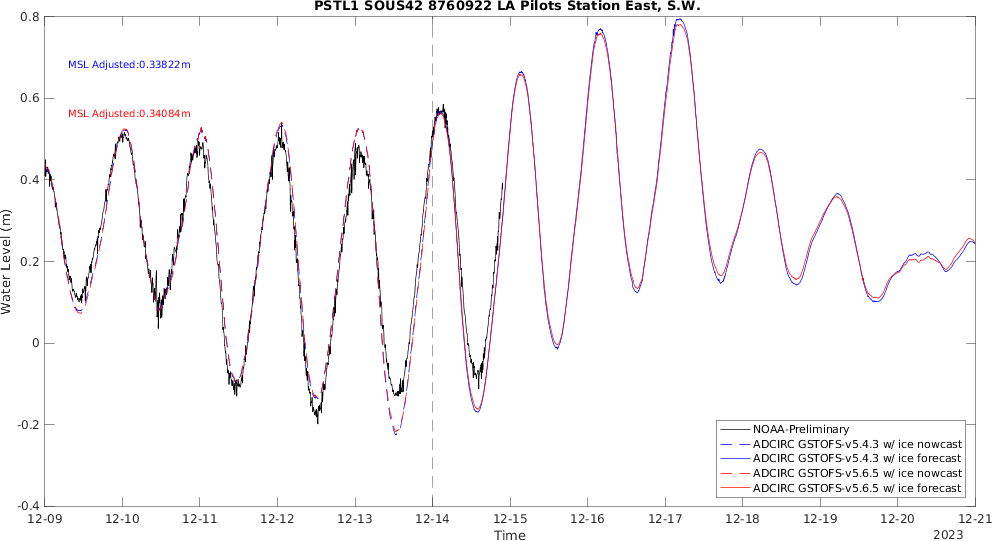 PSTL1 SOUS42 8760922 LA Pilots Station East, S.W.
0.8
0.6
0.4
0.2
0
-0.2
-0.4
Water Level (m)
MSL Adjusted:0.33822m
MSL Adjusted:0.34084m
NOAA-Preliminary
ADCIRC GSTOFS-v5.4.3 w/ ice nowcast
ADCIRC GSTOFS-v5.4.3 w/ ice forecast
ADCIRC GSTOFS-v5.6.5 w/ ice nowcast
ADCIRC GSTOFS-v5.6.5 w/ ice forecast
12-09 12-10 12-11 12-12 12-13 12-14 12-15 12-16 12-17 12-18 12-19 12-20 12-21
Time
2023